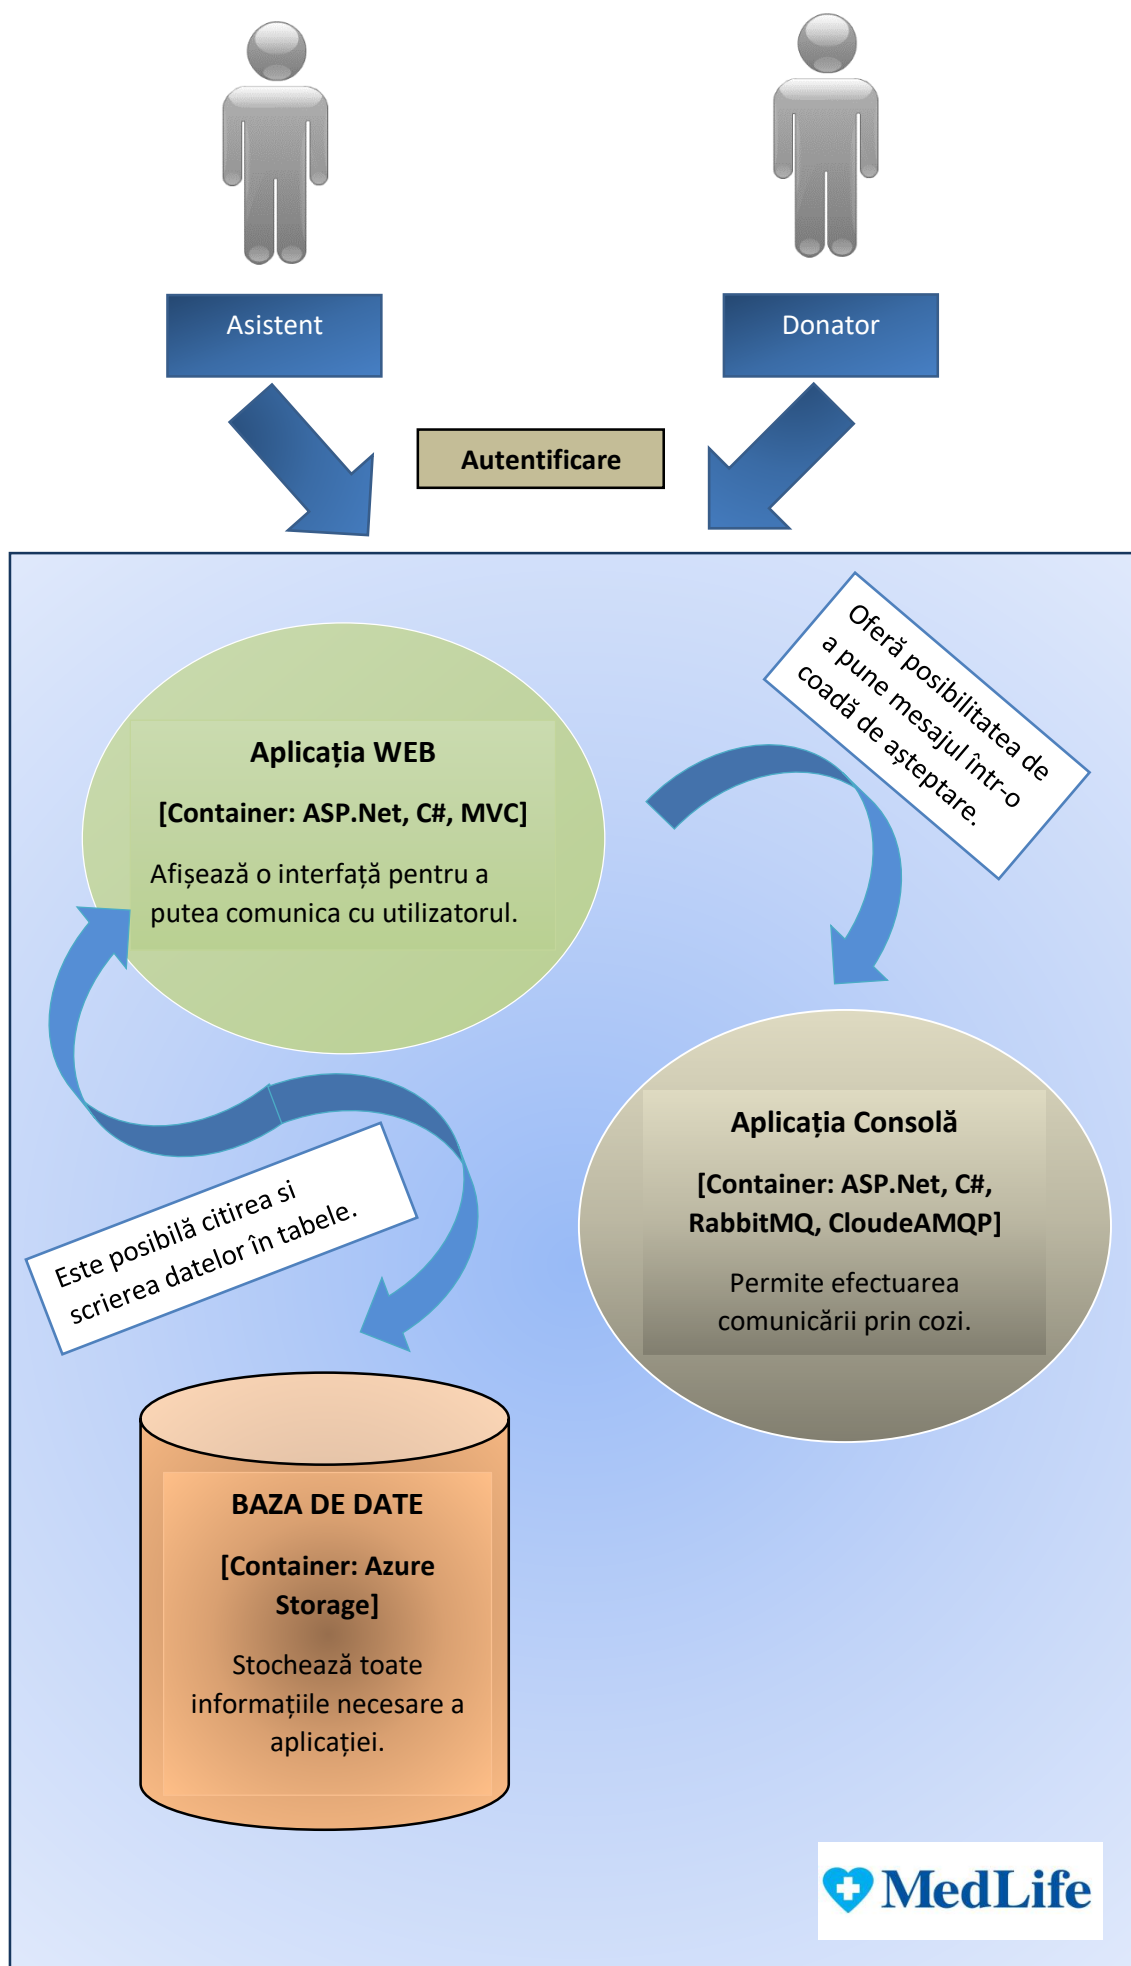 Asistent
Donator
Autentificare
Oferă posibilitatea de
a pune mesajul într-o
coadă de așteptare.
Aplicația WEB
[Container: ASP.Net, C#, MVC]
Afișează o interfață pentru a
putea comunica cu utilizatorul.
Aplicația Consolă
[Container: ASP.Net, C#,
RabbitMQ, CloudeAMQP]
Permite efectuarea
comunicării prin cozi.
Este posibilă citirea si
scrierea datelor în tabele.
BAZA DE DATE
[Container: Azure
Storage]
Stochează toate
informațiile necesare a
aplicației.
MedLife